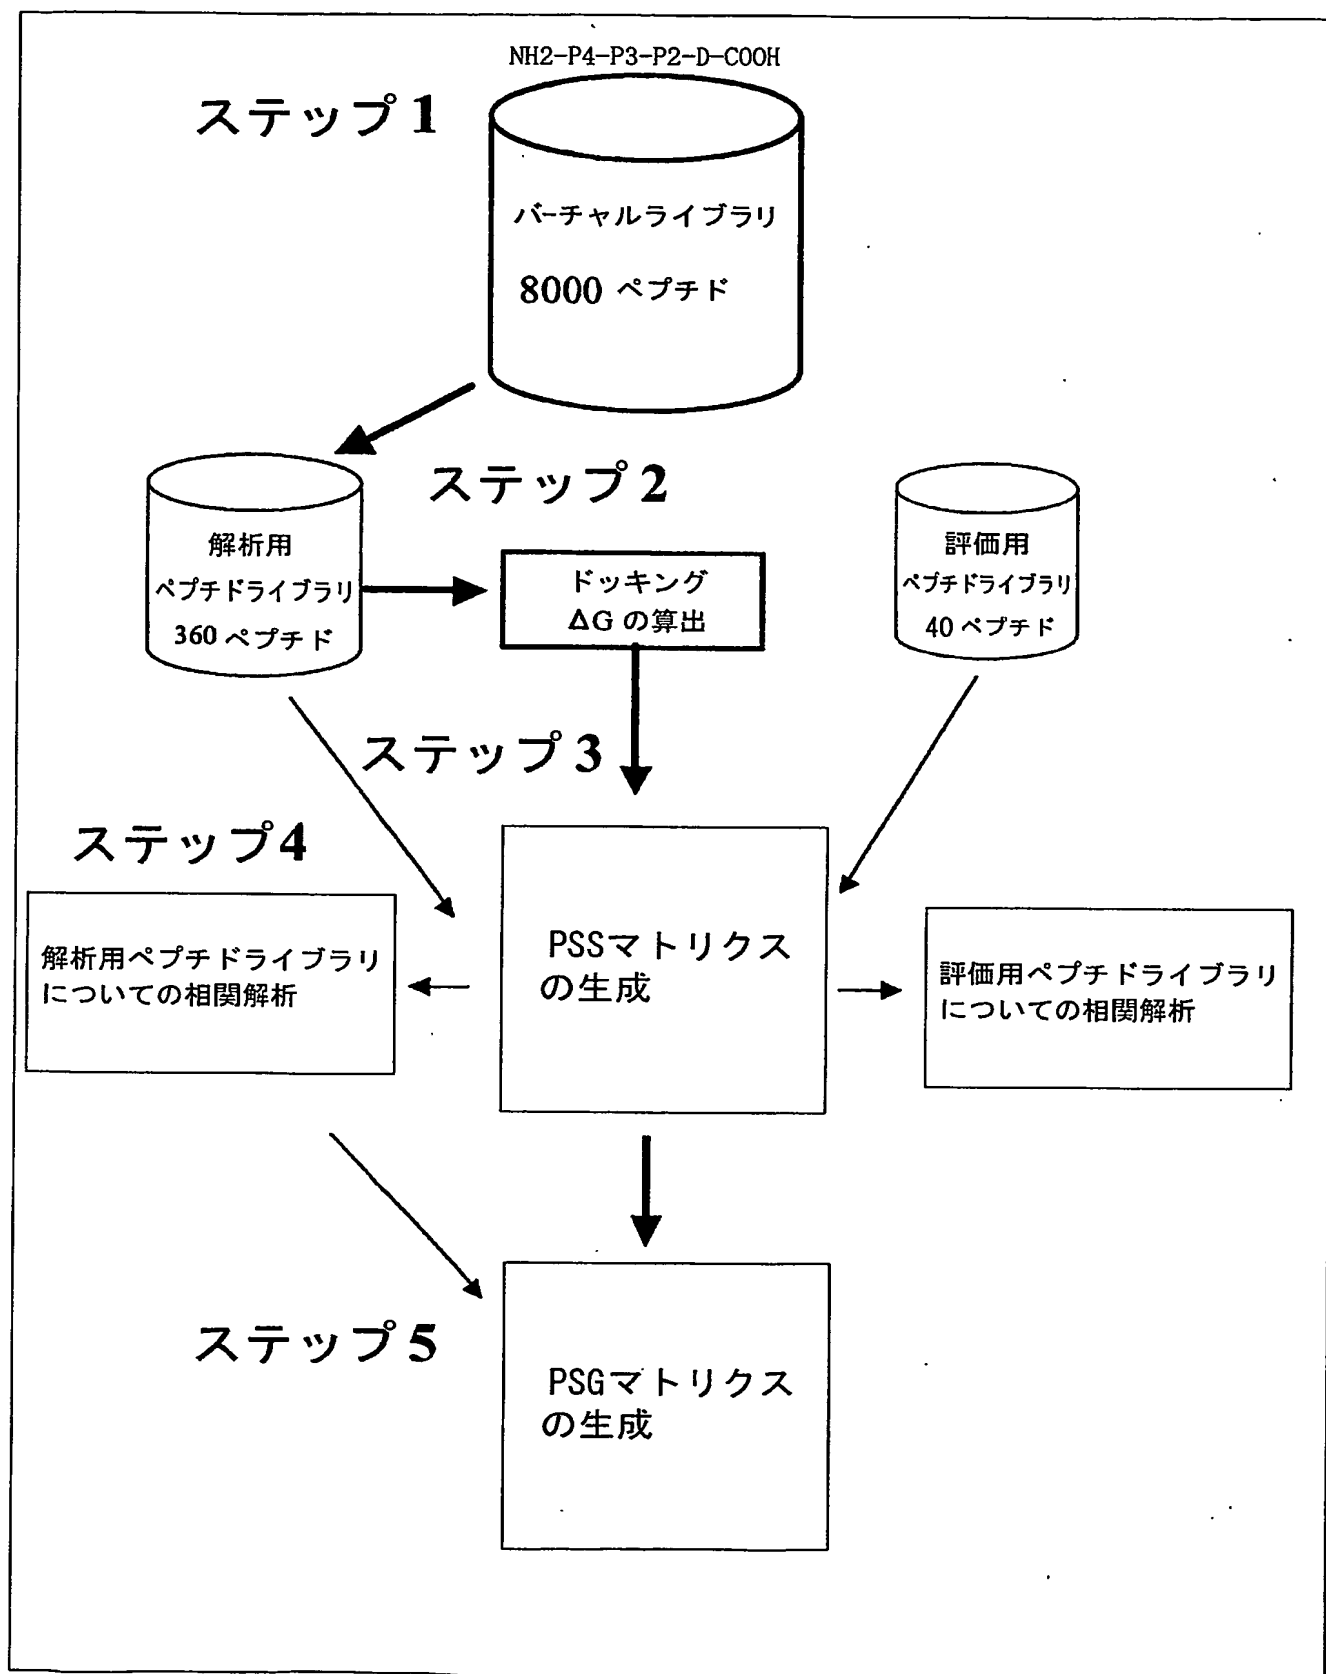 NH2-P4-P3-P2-D-COOH
ステップ1
バーチャルライブラリ
8000 ペプチド
ステップ2
解析用
ペプチドライブラリ
360 ペプチド
ドッキング
ΔG の算出
評価用
ペプチドライブラリ
40 ペプチド
ステップ3
ステップ4
解析用ペプチドライブラリ
についての相関解析
PSSマトリクス
の生成
評価用ペプチドライブラリ
についての相関解析
ステップ5
PSGマトリクス
の生成